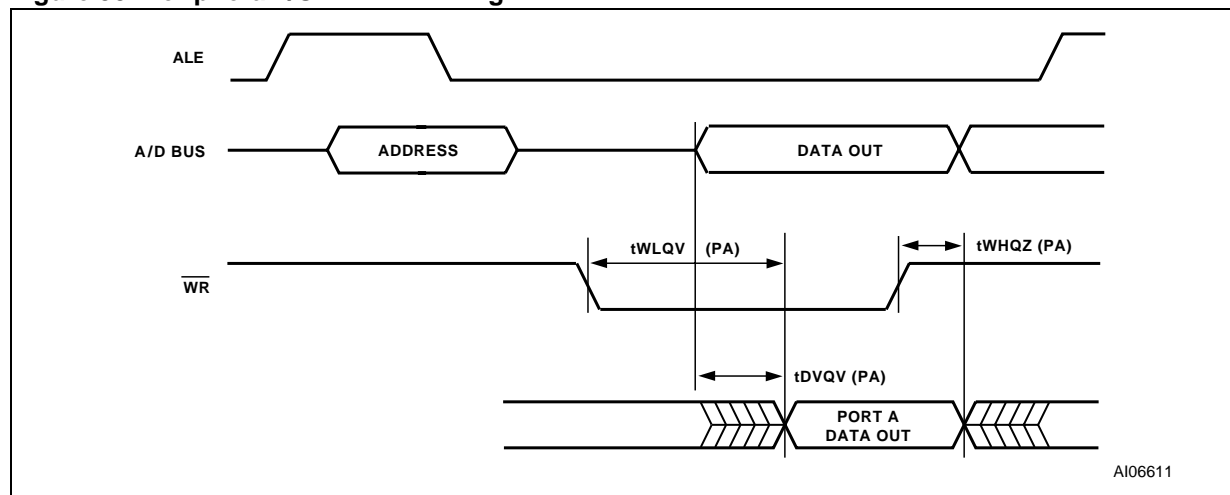 ALE
A/D BUS
ADDRESS
DATA OUT
tWLQV (PA)
tWHQZ (PA)
WR
tDVQV (PA)
PORT A
DATA OUT
AI06611